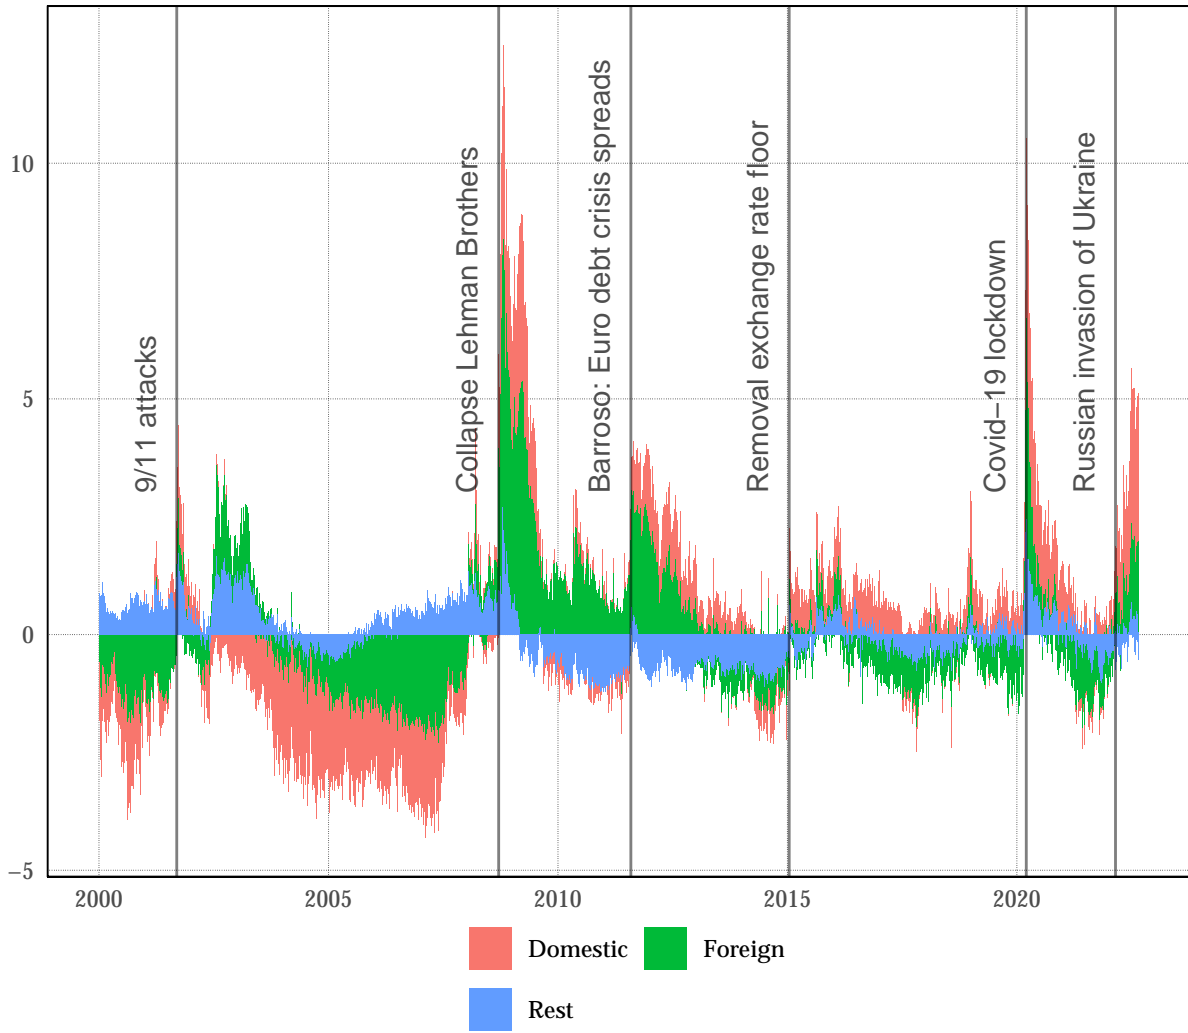 10
5
0
−5
9/11 attacks
Collapse Lehman Brothers
Barroso: Euro debt crisis spreads
Removal exchange rate floor
Covid−19 lockdown
Russian invasion of Ukraine
2000
2005
2010
2015
2020
Domestic
Foreign
Rest